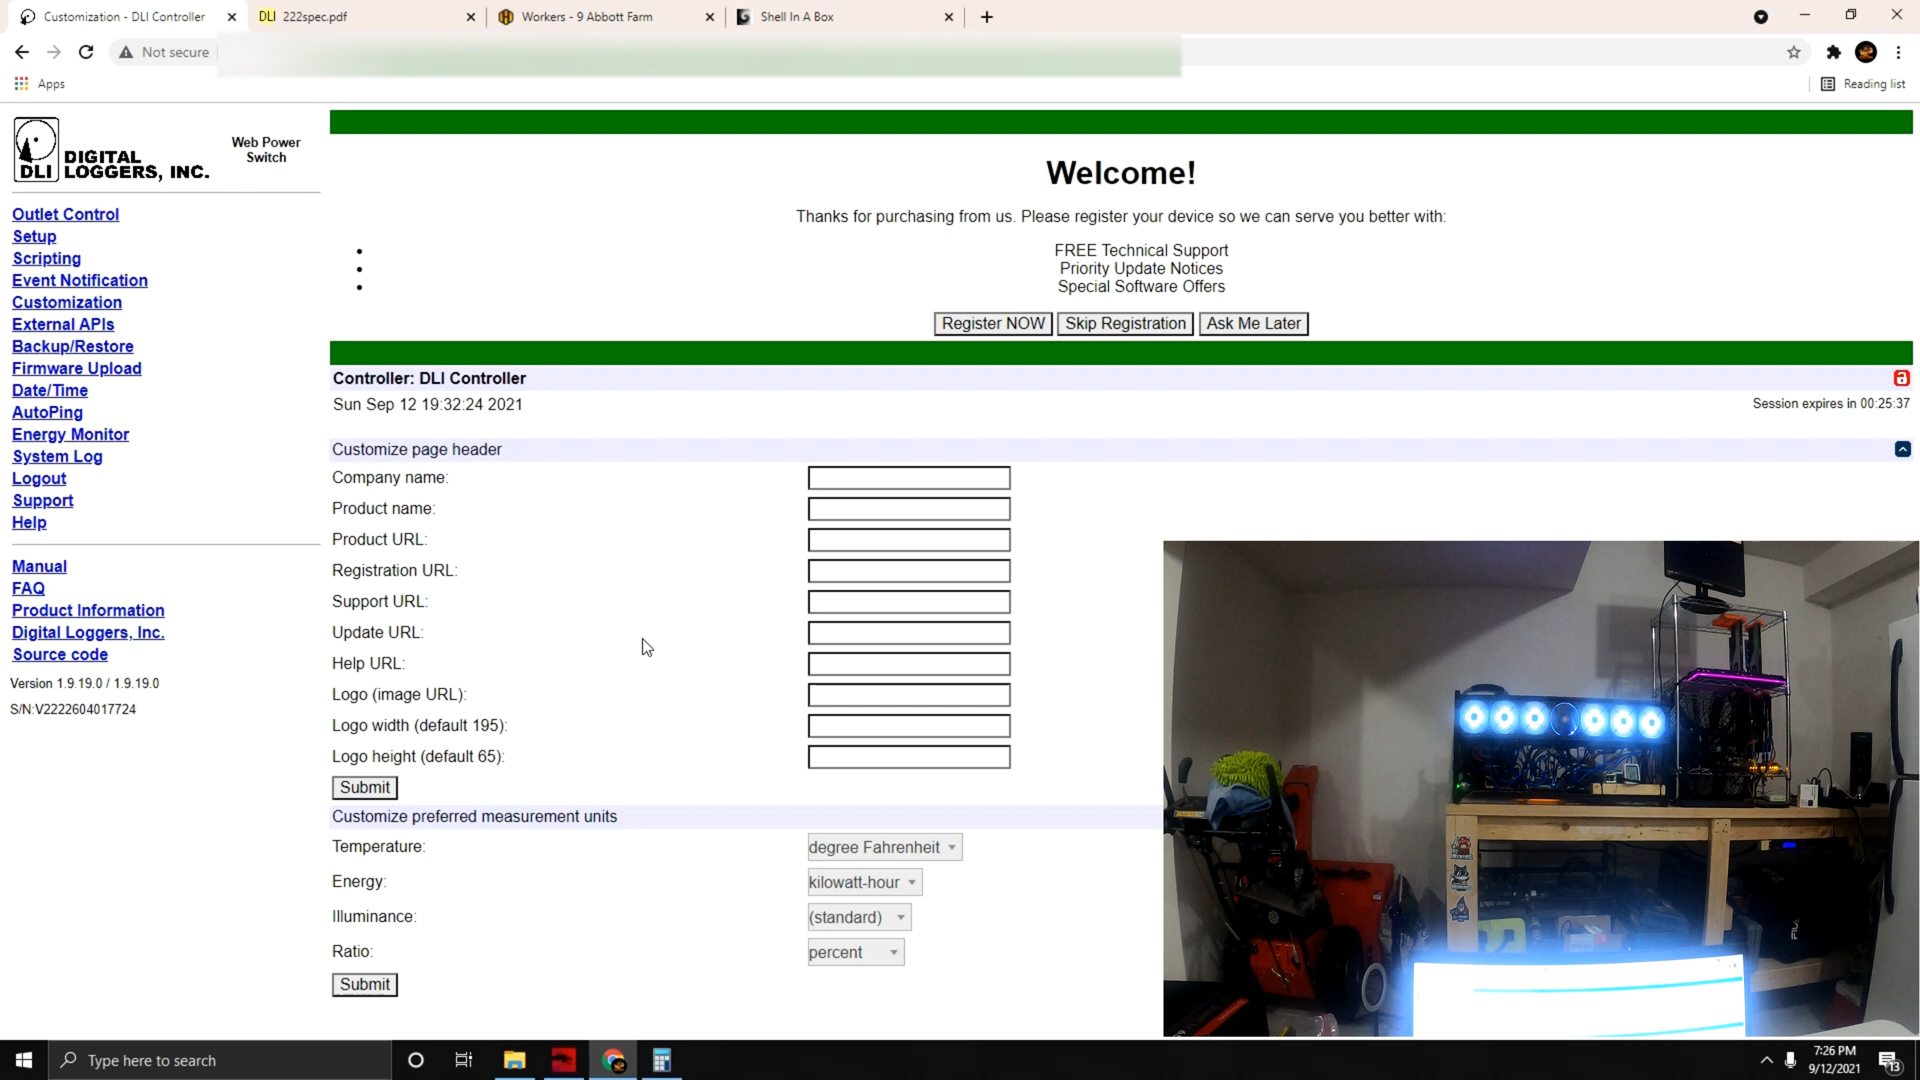 Customization - DLI Controller
DLI 222spec.pdf
Workers - 9 Abbott Farm
Shell In A Box
Not secure
Apps
Reading list
DLI
DIGITAL
LOGGERS, INC.
Web Power
Switch
Outlet Control
Setup
Scripting
Event Notification
Customization
External APIs
Backup/Restore
Firmware Upload
Date/Time
AutoPing
Energy Monitor
System Log
Logout
Support
Help
Manual
FAQ
Product Information
Digital Loggers, Inc.
Source code
Version 1.9.19.0 / 1.9.19.0
S/N:V2222604017724
Welcome!
Thanks for purchasing from us. Please register your device so we can serve you better with:
FREE Technical Support
Priority Update Notices
Special Software Offers
Register NOW Skip Registration Ask Me Later
Controller: DLI Controller
Sun Sep 12 19:32:24 2021
Session expires in 00:25:37
Customize page header
Company name:
Product name:
Product URL:
Registration URL:
Support URL:
Update URL:
Help URL:
Logo (image URL):
Logo width (default 195):
Logo height (default 65):
Submit
Customize preferred measurement units
Temperature: degree Fahrenheit
Energy: kilowatt-hour
Illuminance: (standard)
Ratio: percent
Submit
FILA
Type here to search
7:26 PM
9/12/2021
13